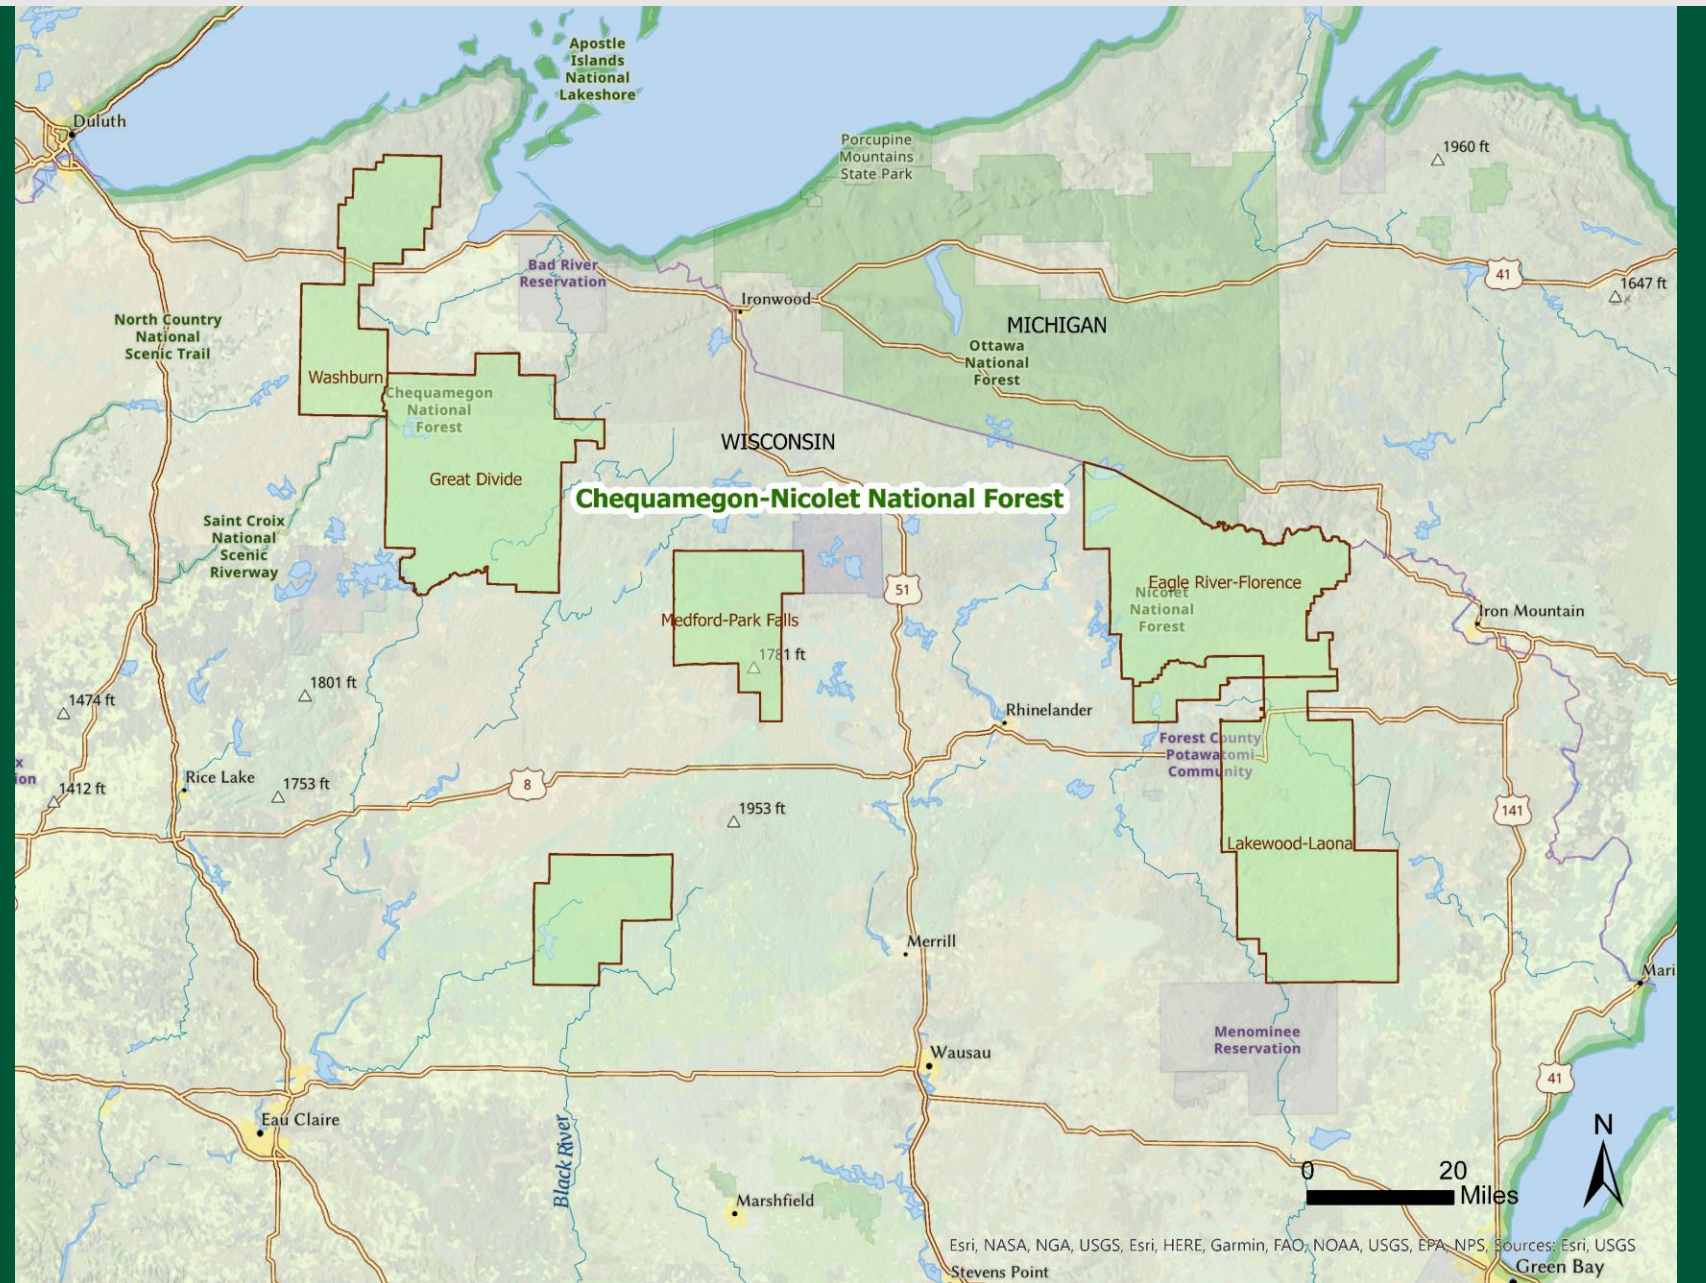 Apostle
Islands
National
Lakeshore
Duluth
Porcupine
Mountains
State Park
1960 ft
Bad River
Reservation
41
1647 ft
Ironwood
North Country
National
Scenic Trail
MICHIGAN
Ottawa
National
Forest
Washburn
Chequamegon
National
Forest
WISCONSIN
Great Divide
Chequamegon-Nicolet National Forest
Saint Croix
National
Scenic
Riverway
51
Eagle River-Florence
Nicolet
National
Forest
Iron Mountain
Medford-Park Falls
1781 ft
1801 ft
1474 ft
Rhinelander
Forest County
Potawatomi
Community
x
ion
Rice Lake
1753 ft
8
1412 ft
1953 ft
141
Lakewood-Laona
Merrill
Mari
Menominee
Reservation
Wausau
41
Eau Claire
Black River
N
0 20
Miles
Marshfield
Esri, NASA, NGA, USGS, Esri, HERE, Garmin, FAO, NOAA, USGS, EPA, NPS, Sources: Esri, USGS
Stevens Point
Green Bay